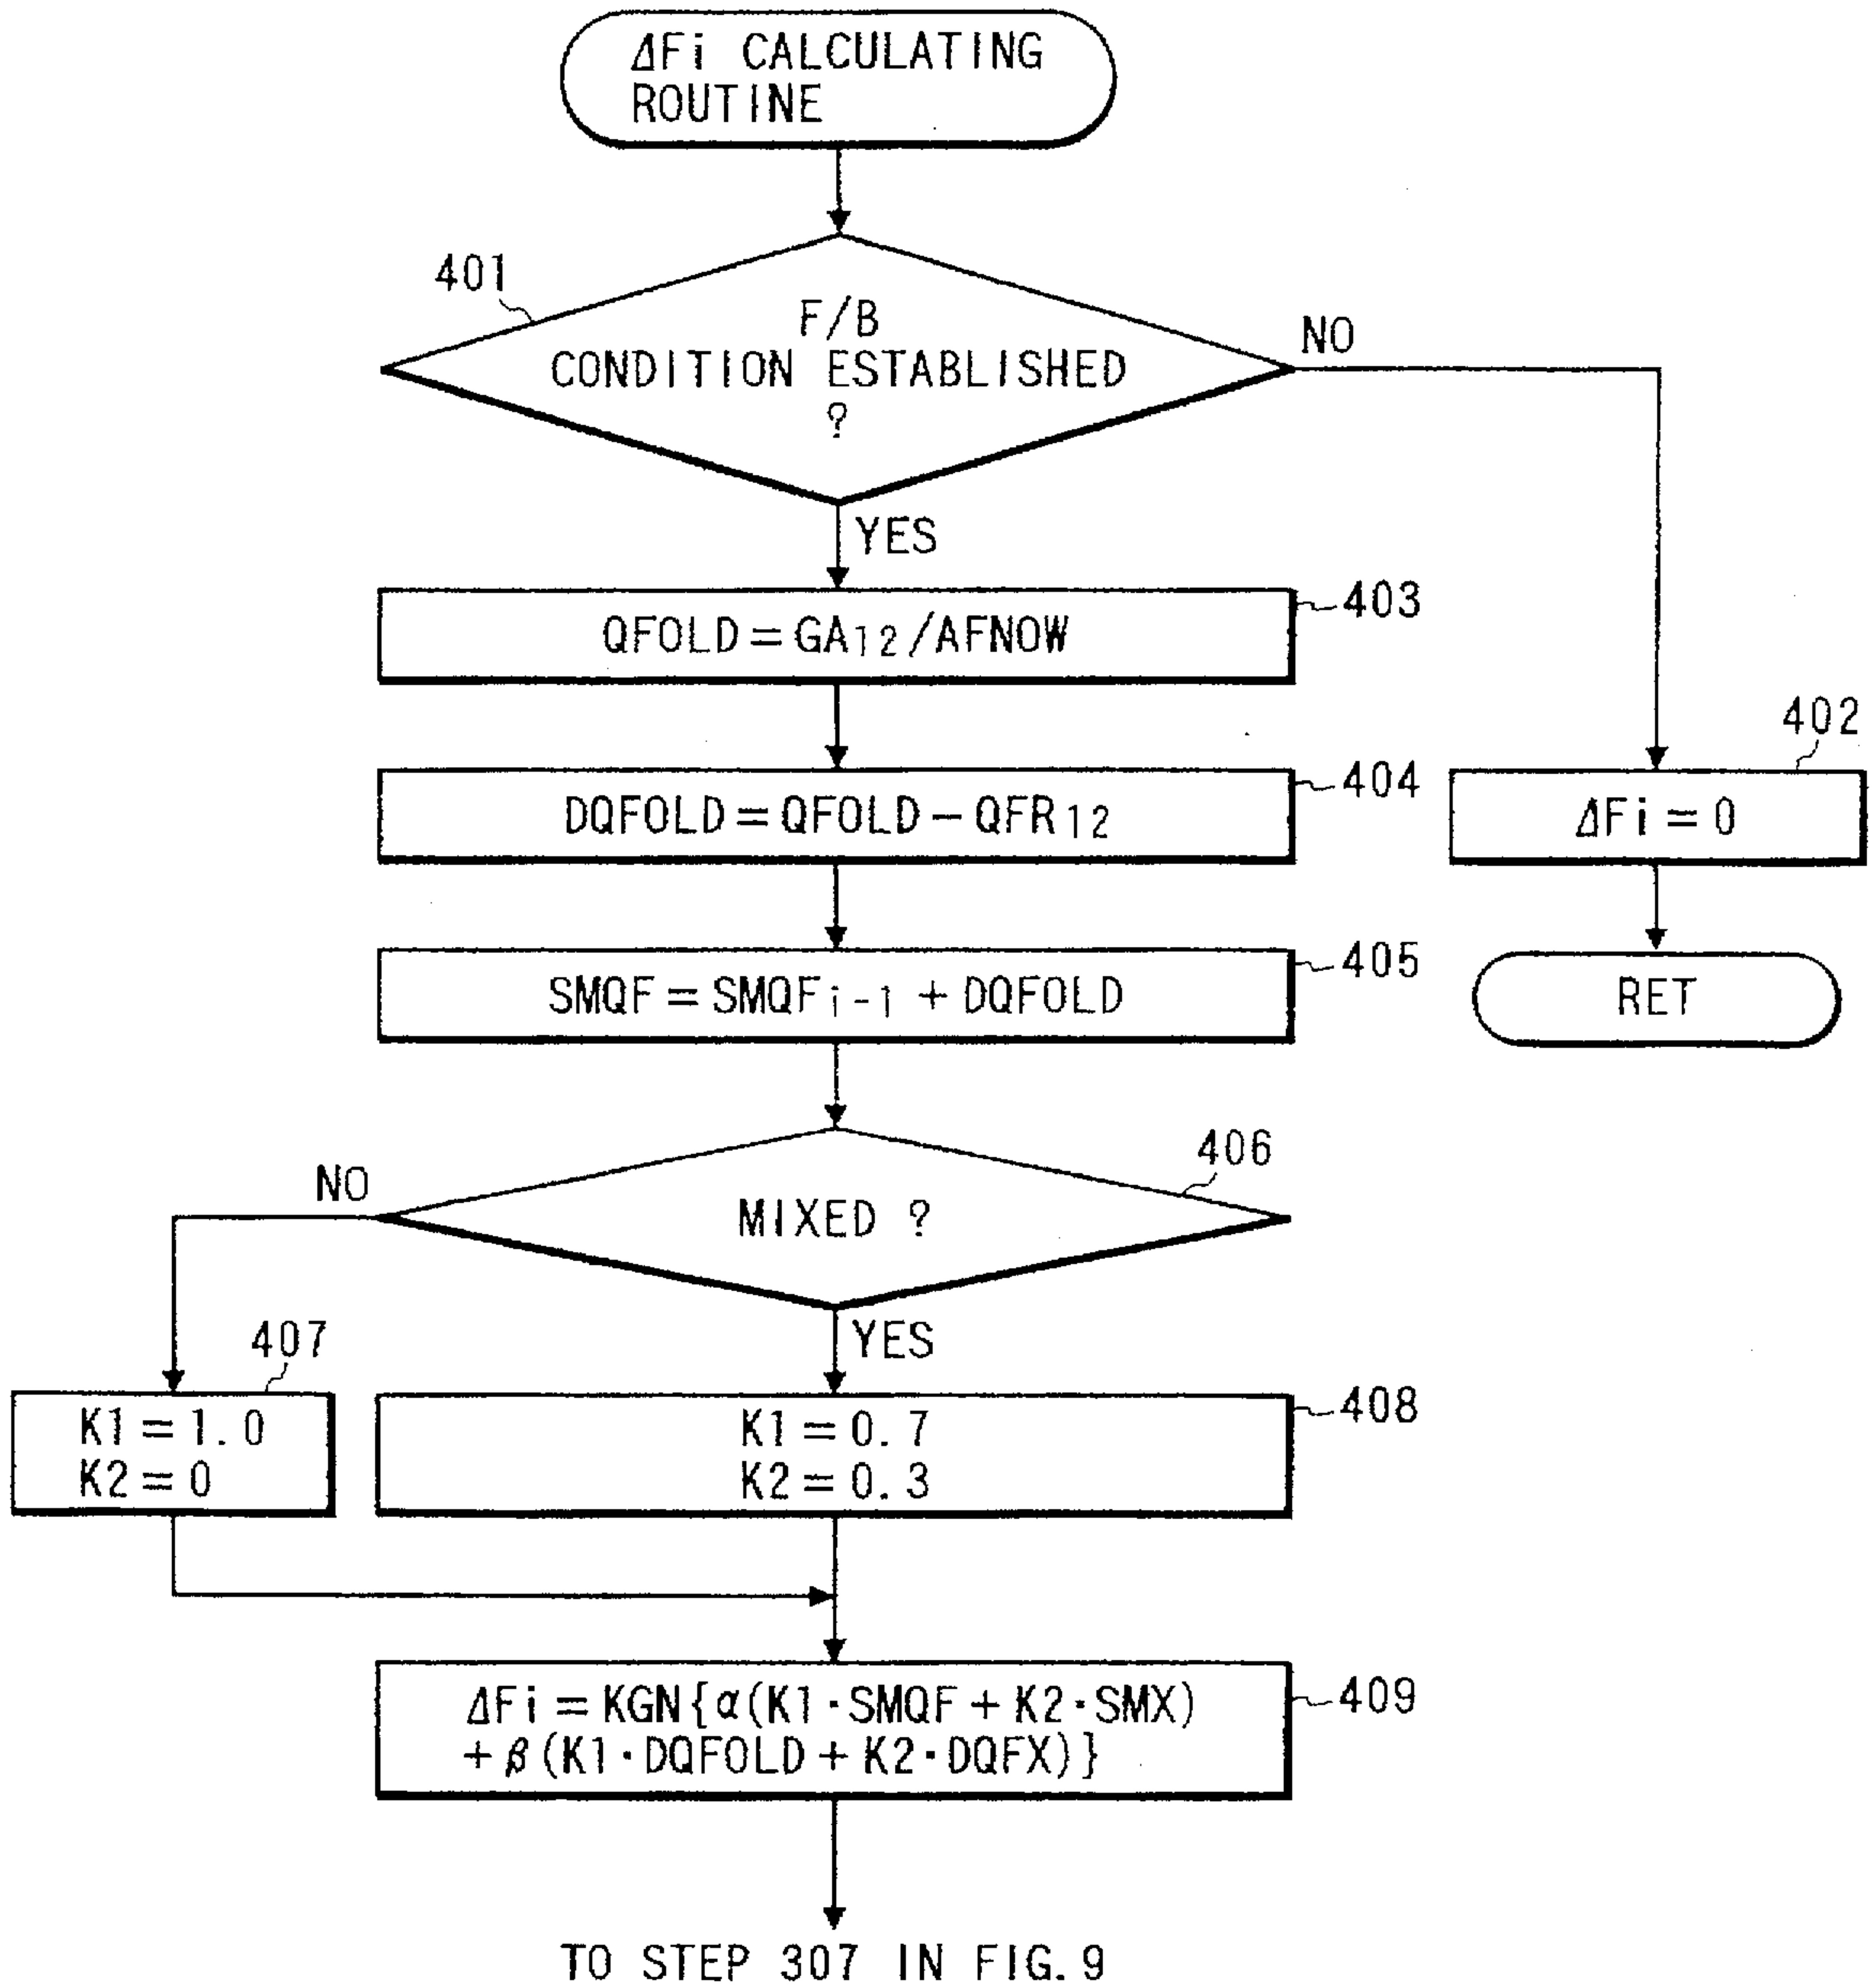 ΔFi CALCULATING
ROUTINE
401
F/B
CONDITION ESTABLISHED
?
NO
YES
QFOLD = GA12/AFNOW
403
DQFOLD = QFOLD - QFR12
404
402
ΔFi = 0
SMQF = SMQFi-1 + DQFOLD
405
RET
406
NO
MIXED ?
YES
407
K1 = 1.0
K2 = 0
K1 = 0.7
K2 = 0.3
408
ΔFi = KGN{α(K1·SMQF + K2·SMX)
+ β(K1·DQFOLD + K2·DQFX)}
409
TO STEP 307 IN FIG. 9